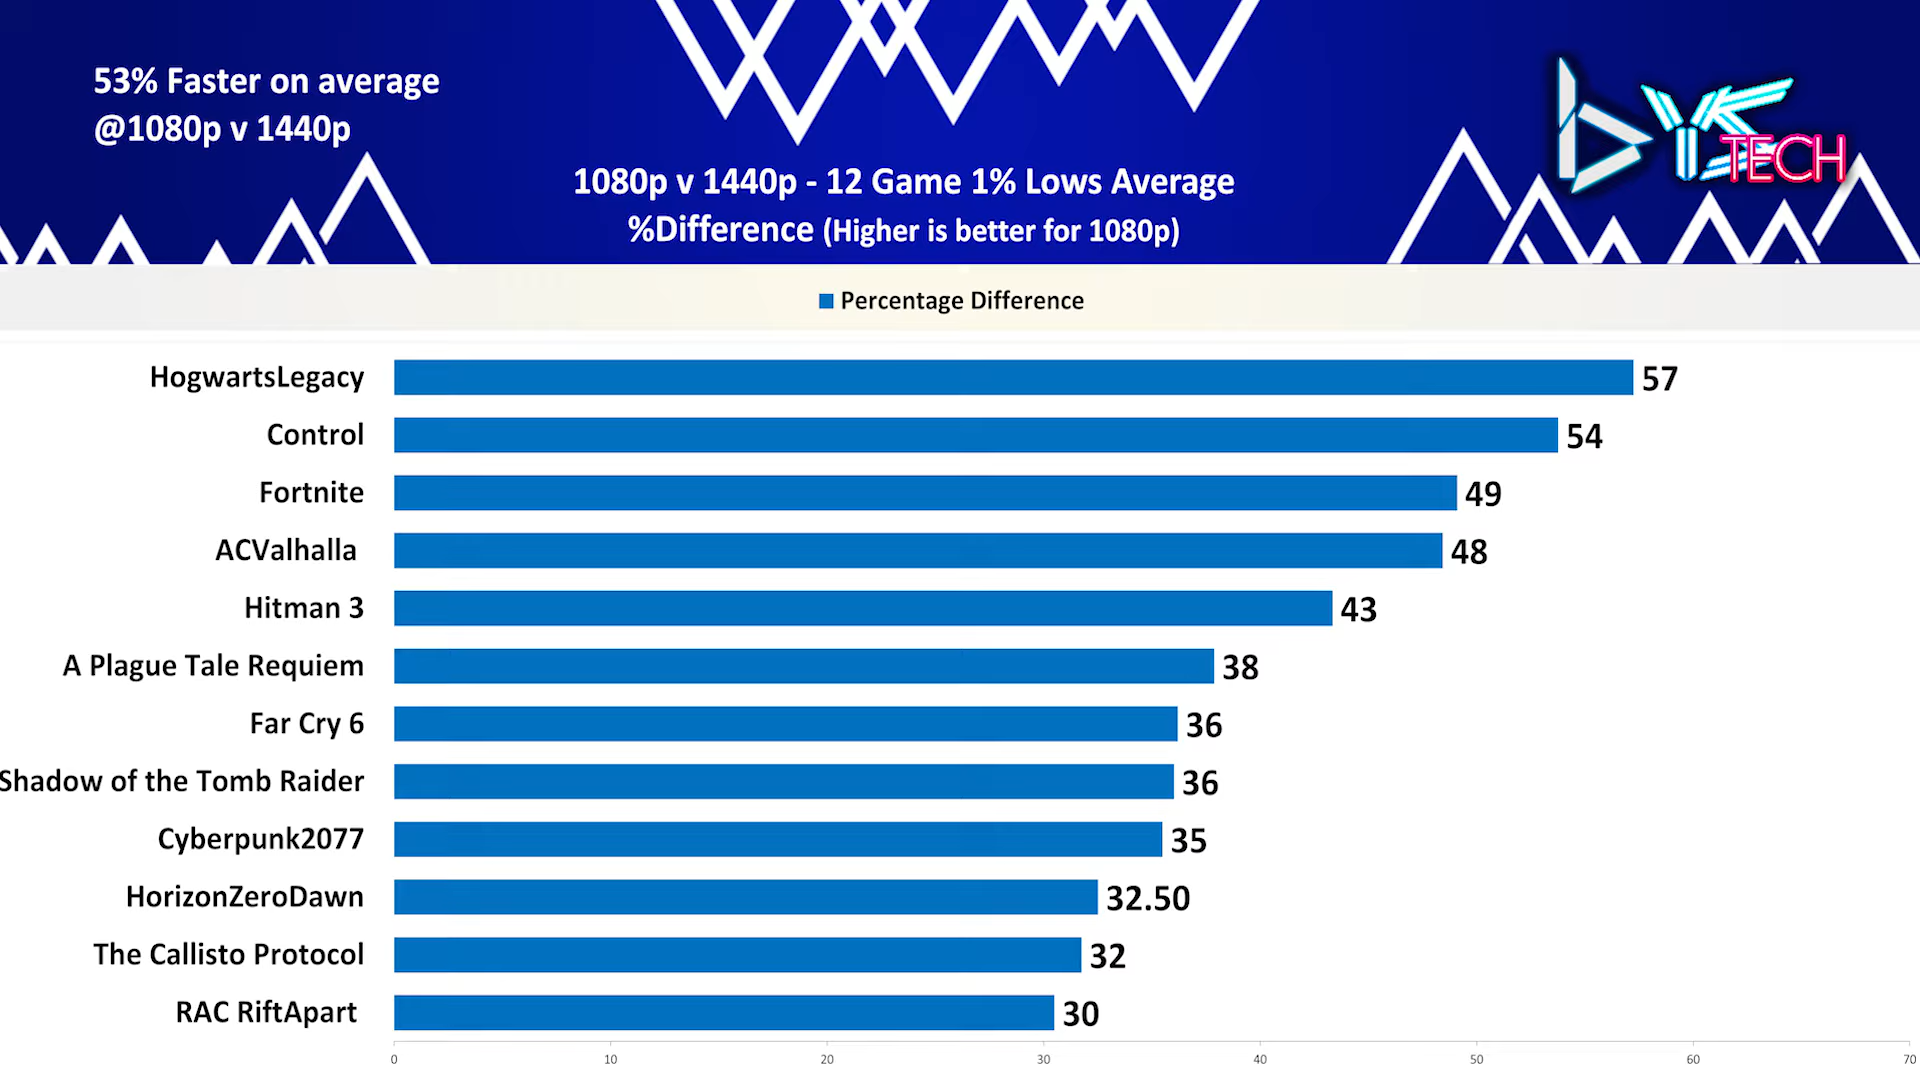 53% Faster on average
@1080p v 1440p
TECH
1080p v 1440p - 12 Game 1% Lows Average
%Difference (Higher is better for 1080p)
Percentage Difference
HogwartsLegacy 57
Control 54
Fortnite 49
ACValhalla 48
Hitman 3 43
A Plague Tale Requiem 38
Far Cry 6 36
Shadow of the Tomb Raider 36
Cyberpunk2077 35
HorizonZeroDawn 32.50
The Callisto Protocol 32
RAC RiftApart 30
0 10 20 30 40 50 60 70